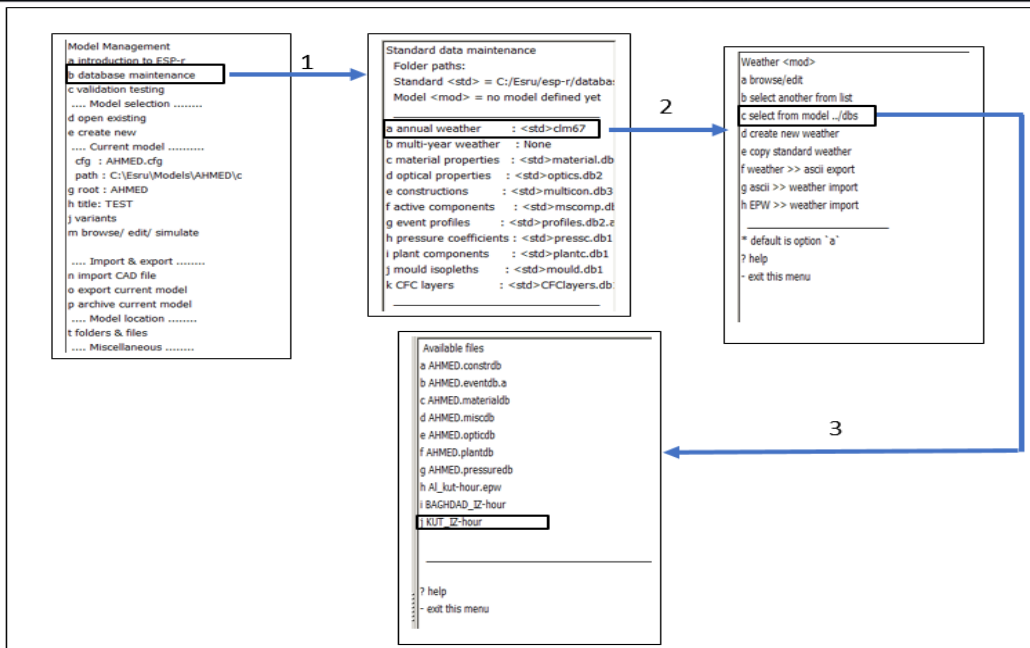 Model Management
a introduction to ESP-r
b database maintenance
c validation testing
.... Model selection ........
d open existing
e create new
.... Current model ..........
cfg : AHMED.cfg
path : C:\Esru\Models\AHMED\c
g root : AHMED
h title: TEST
j variants
m browse/ edit/ simulate
.... Import & export ........
n import CAD file
o export current model
p archive current model
.... Model location ........
t folders & files
.... Miscellaneous ........
1
Standard data maintenance
Folder paths:
Standard <std> = C:/Esru/esp-r/databas
Model <mod> = no model defined yet
a annual weather : <std>clm67
b multi-year weather : None
c material properties : <std>material.db
d optical properties : <std>optics.db2
e constructions : <std>multicon.db3
f active components : <std>mscomp.db
g event profiles : <std>profiles.db2.a
h pressure coefficients : <std>pressc.db1
i plant components : <std>plantc.db1
j mould isopleths : <std>mould.db1
k CFC layers : <std>CFClayers.db1
2
Weather <mod>
a browse/edit
b select another from list
c select from model ../dbs
d create new weather
e copy standard weather
f weather >> ascii export
g ascii >> weather import
h EPW >> weather import
* default is option `a`
? help
- exit this menu
3
Available files
a AHMED.constrdb
b AHMED.eventdb.a
c AHMED.materialdb
d AHMED.miscdb
e AHMED.opticdb
f AHMED.plantdb
g AHMED.pressuredb
h Al_kut-hour.epw
i BAGHDAD_IZ-hour
j KUT_IZ-hour
? help
- exit this menu